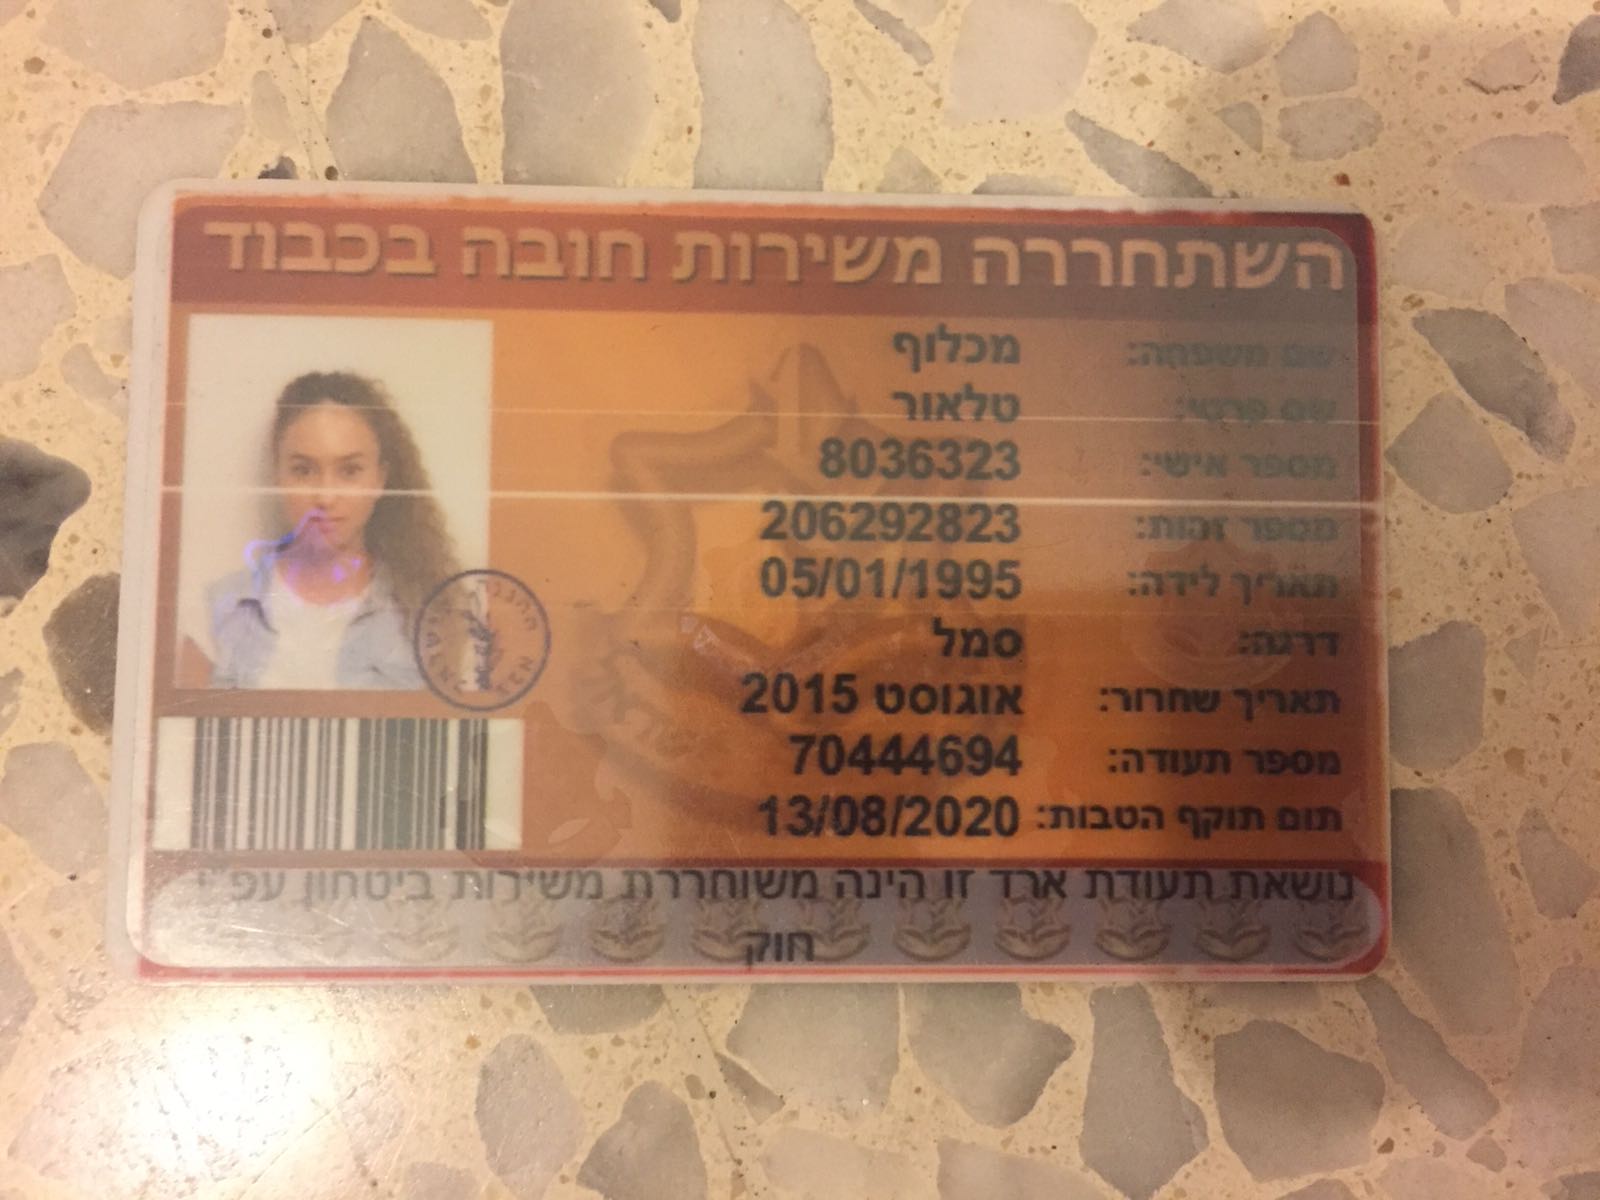 השתחררה משירות חובה בכבוד
שם משפחה: מכלוף
שם פרטי: טלאור
מספר אישי: 8036323
מספר זהות: 206292823
תאריך לידה: 05/01/1995
דרגה: סמל
תאריך שחרור: אוגוסט 2015
מספר תעודה: 70444694
תום תוקף הטבות: 13/08/2020
נושאת תעודת ארד זו הינה משוחררת משירות ביטחון עפ"י
חוק